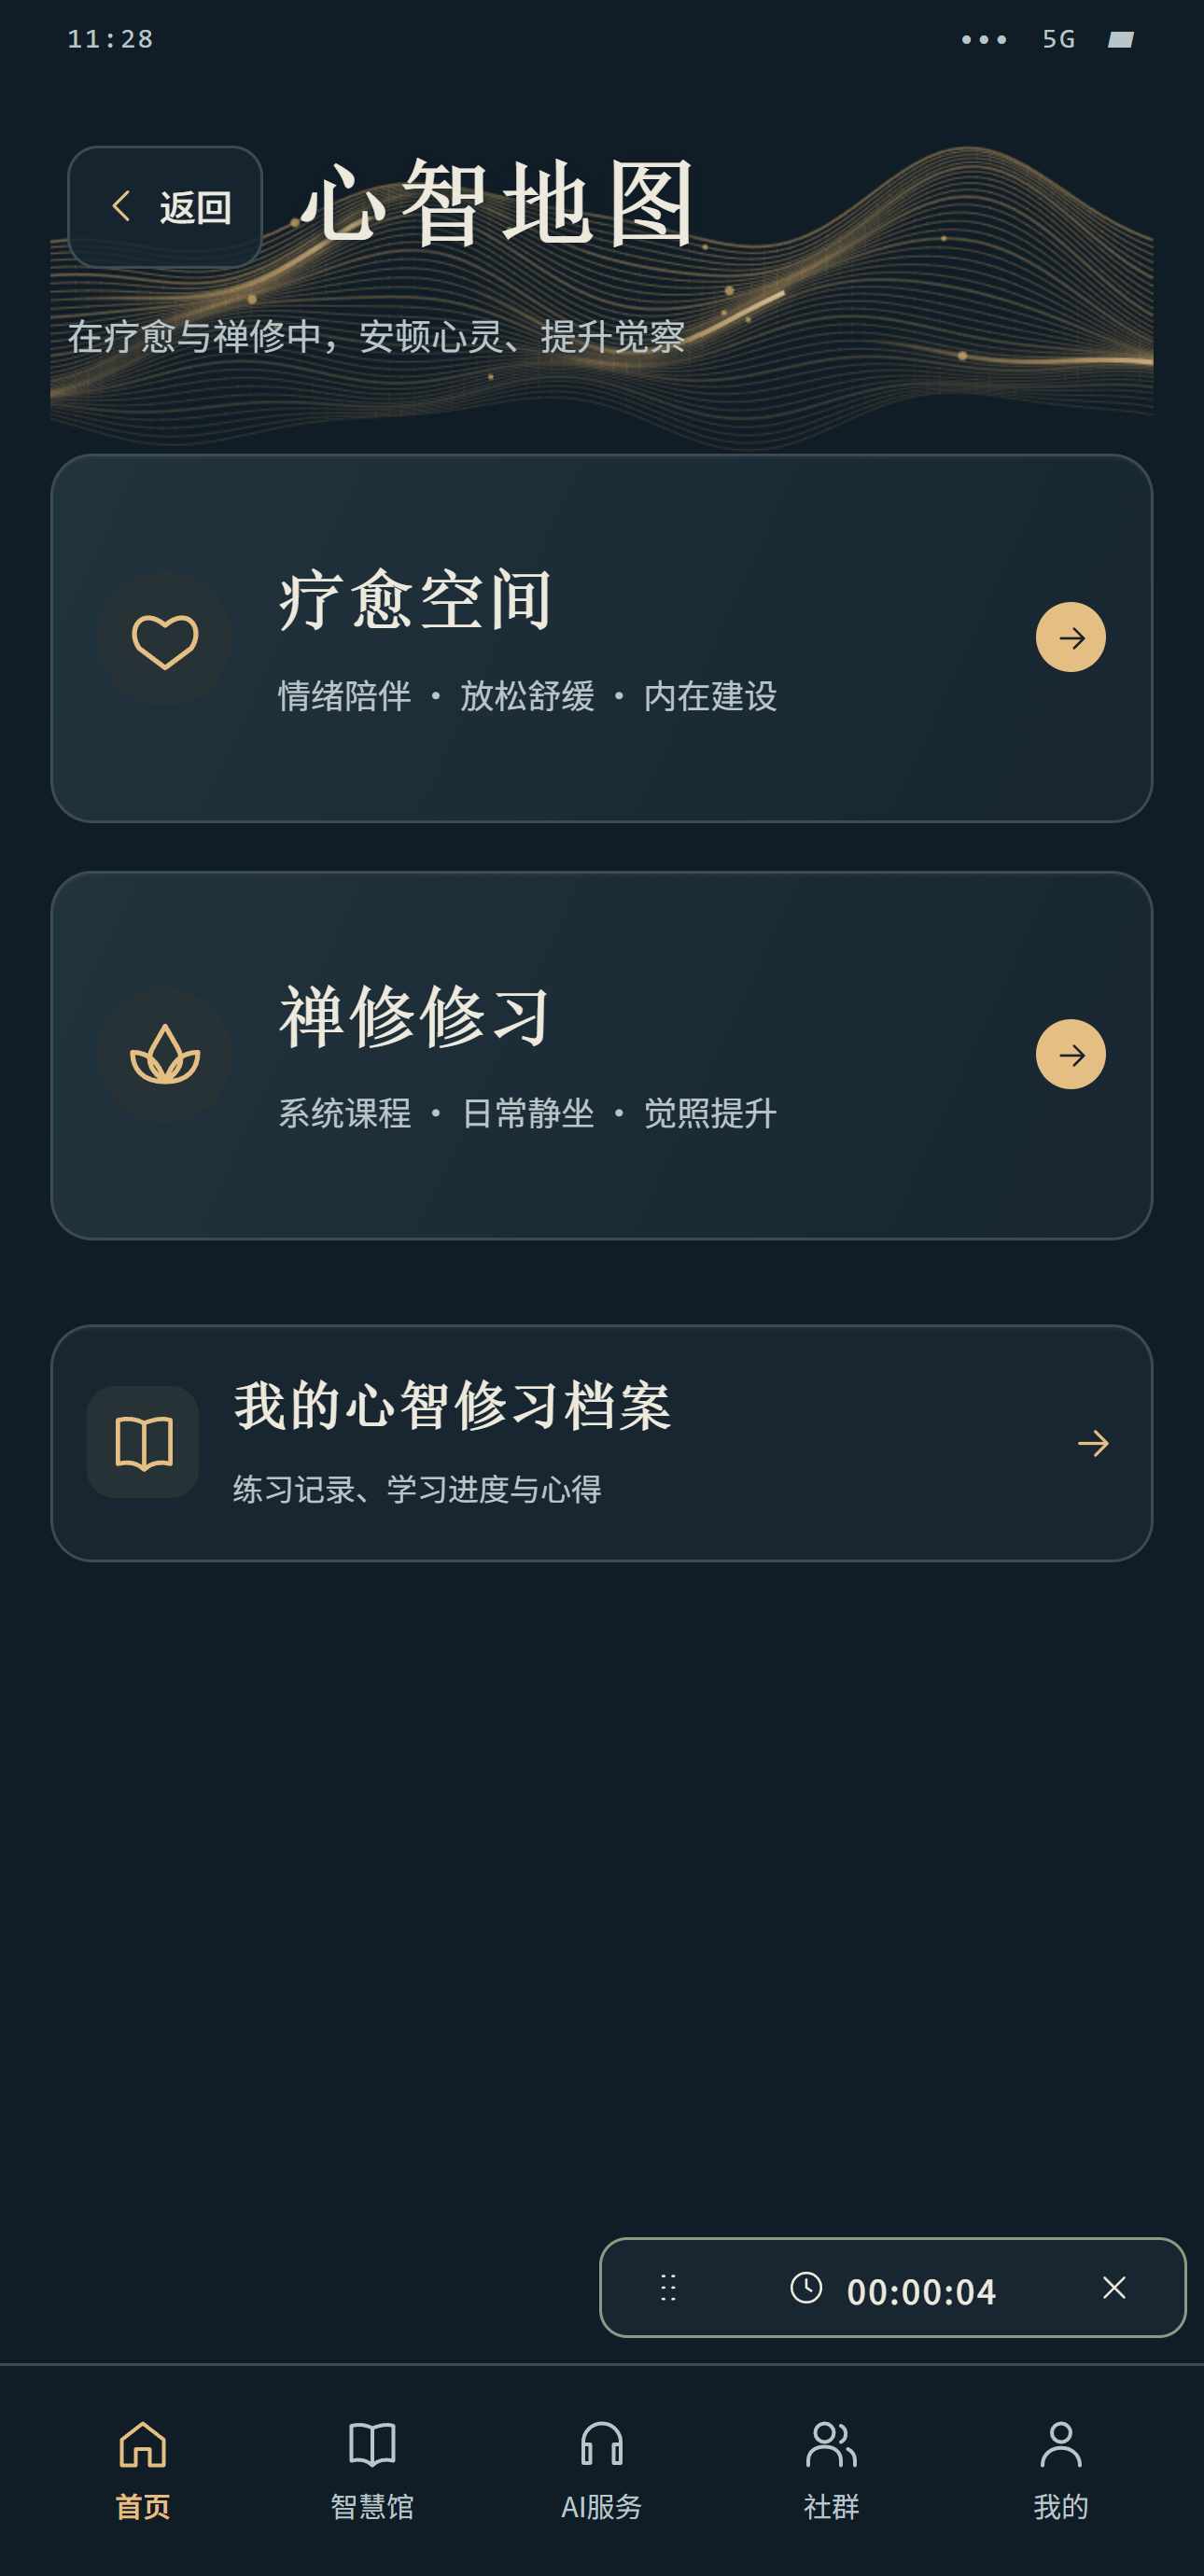 11:28
••• 5G
返回
心智地图
在疗愈与禅修中，安顿心灵、提升觉察
疗愈空间
情绪陪伴 · 放松舒缓 · 内在建设
禅修修习
系统课程 · 日常静坐 · 觉照提升
我的心智修习档案
练习记录、学习进度与心得
00:00:04
首页
智慧馆
AI服务
社群
我的